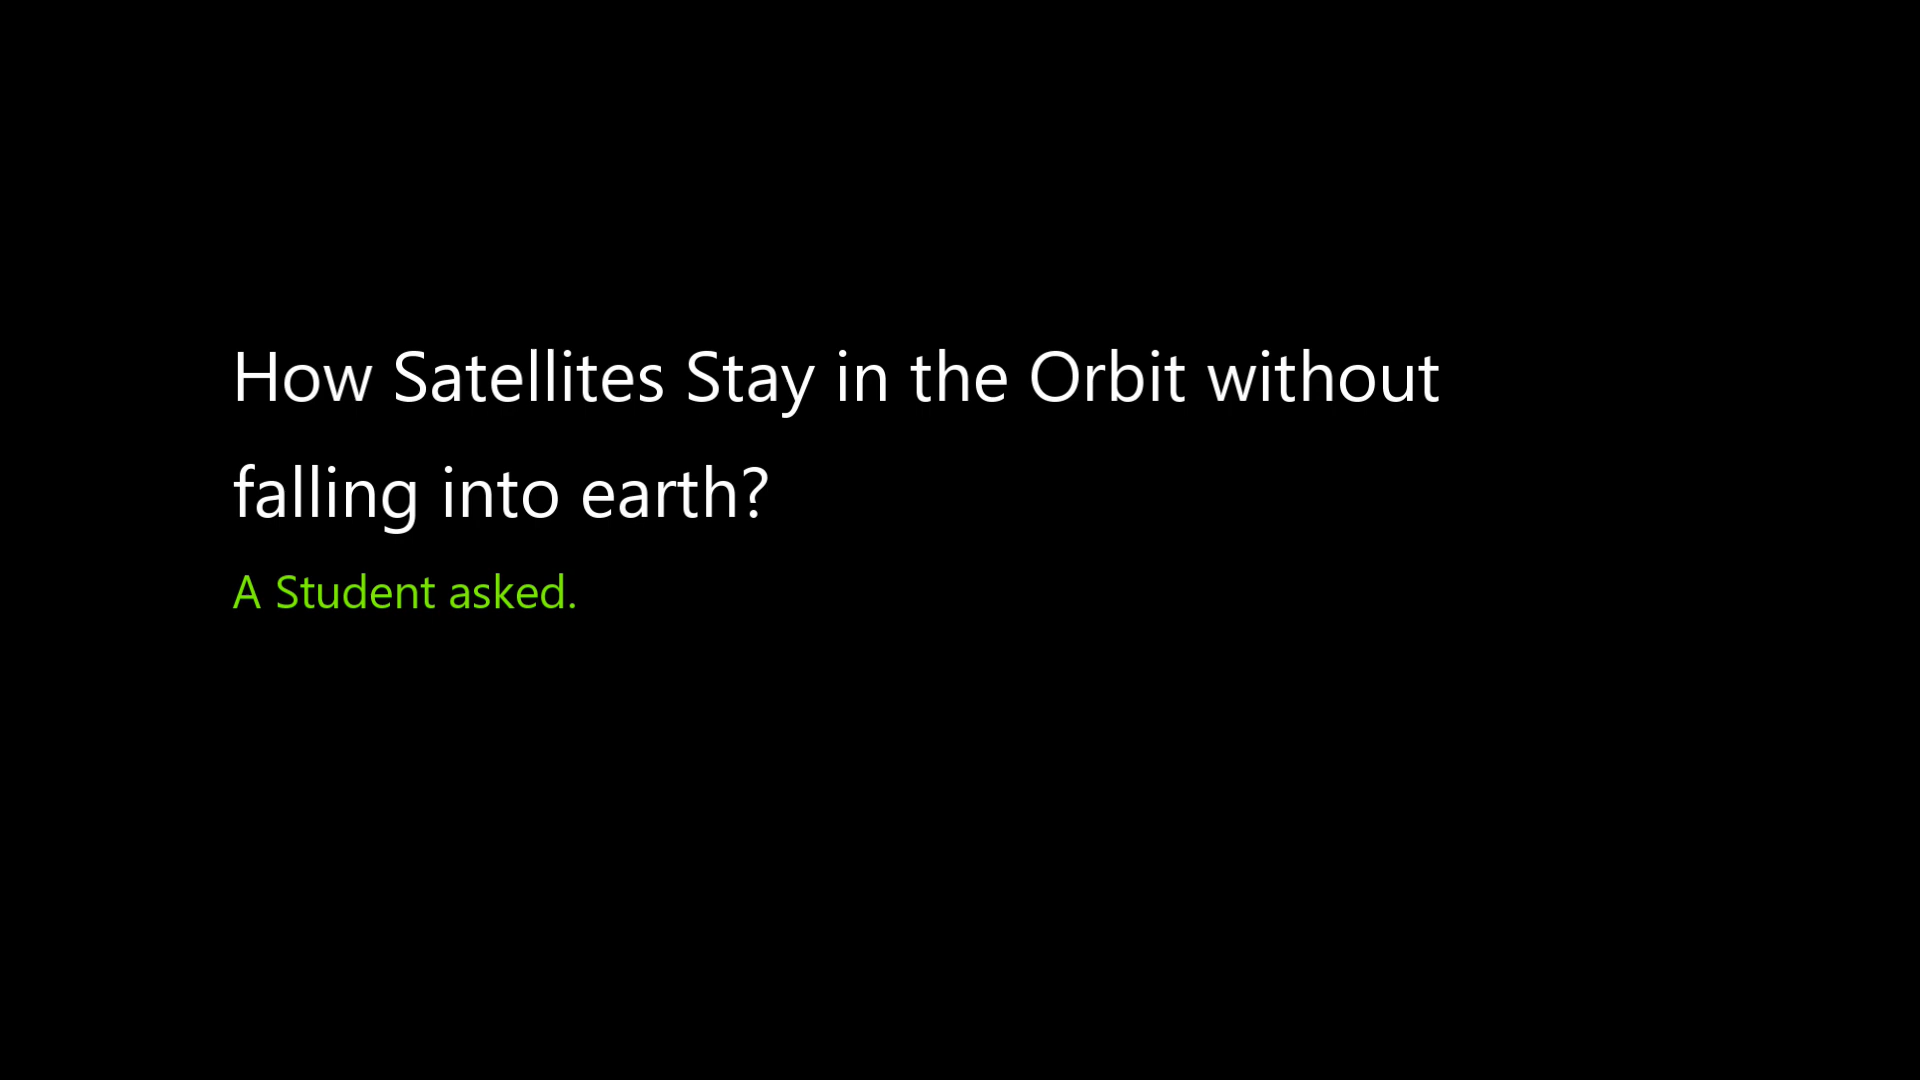 How Satellites Stay in the Orbit without
falling into earth?
A Student asked.